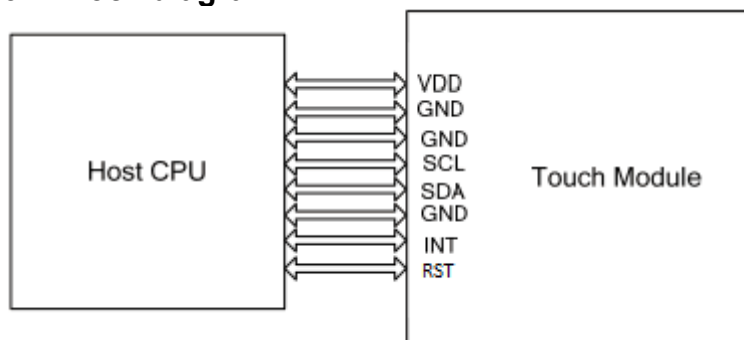 Host CPU
VDD
GND
GND
SCL
SDA
GND
INT
RST
Touch Module